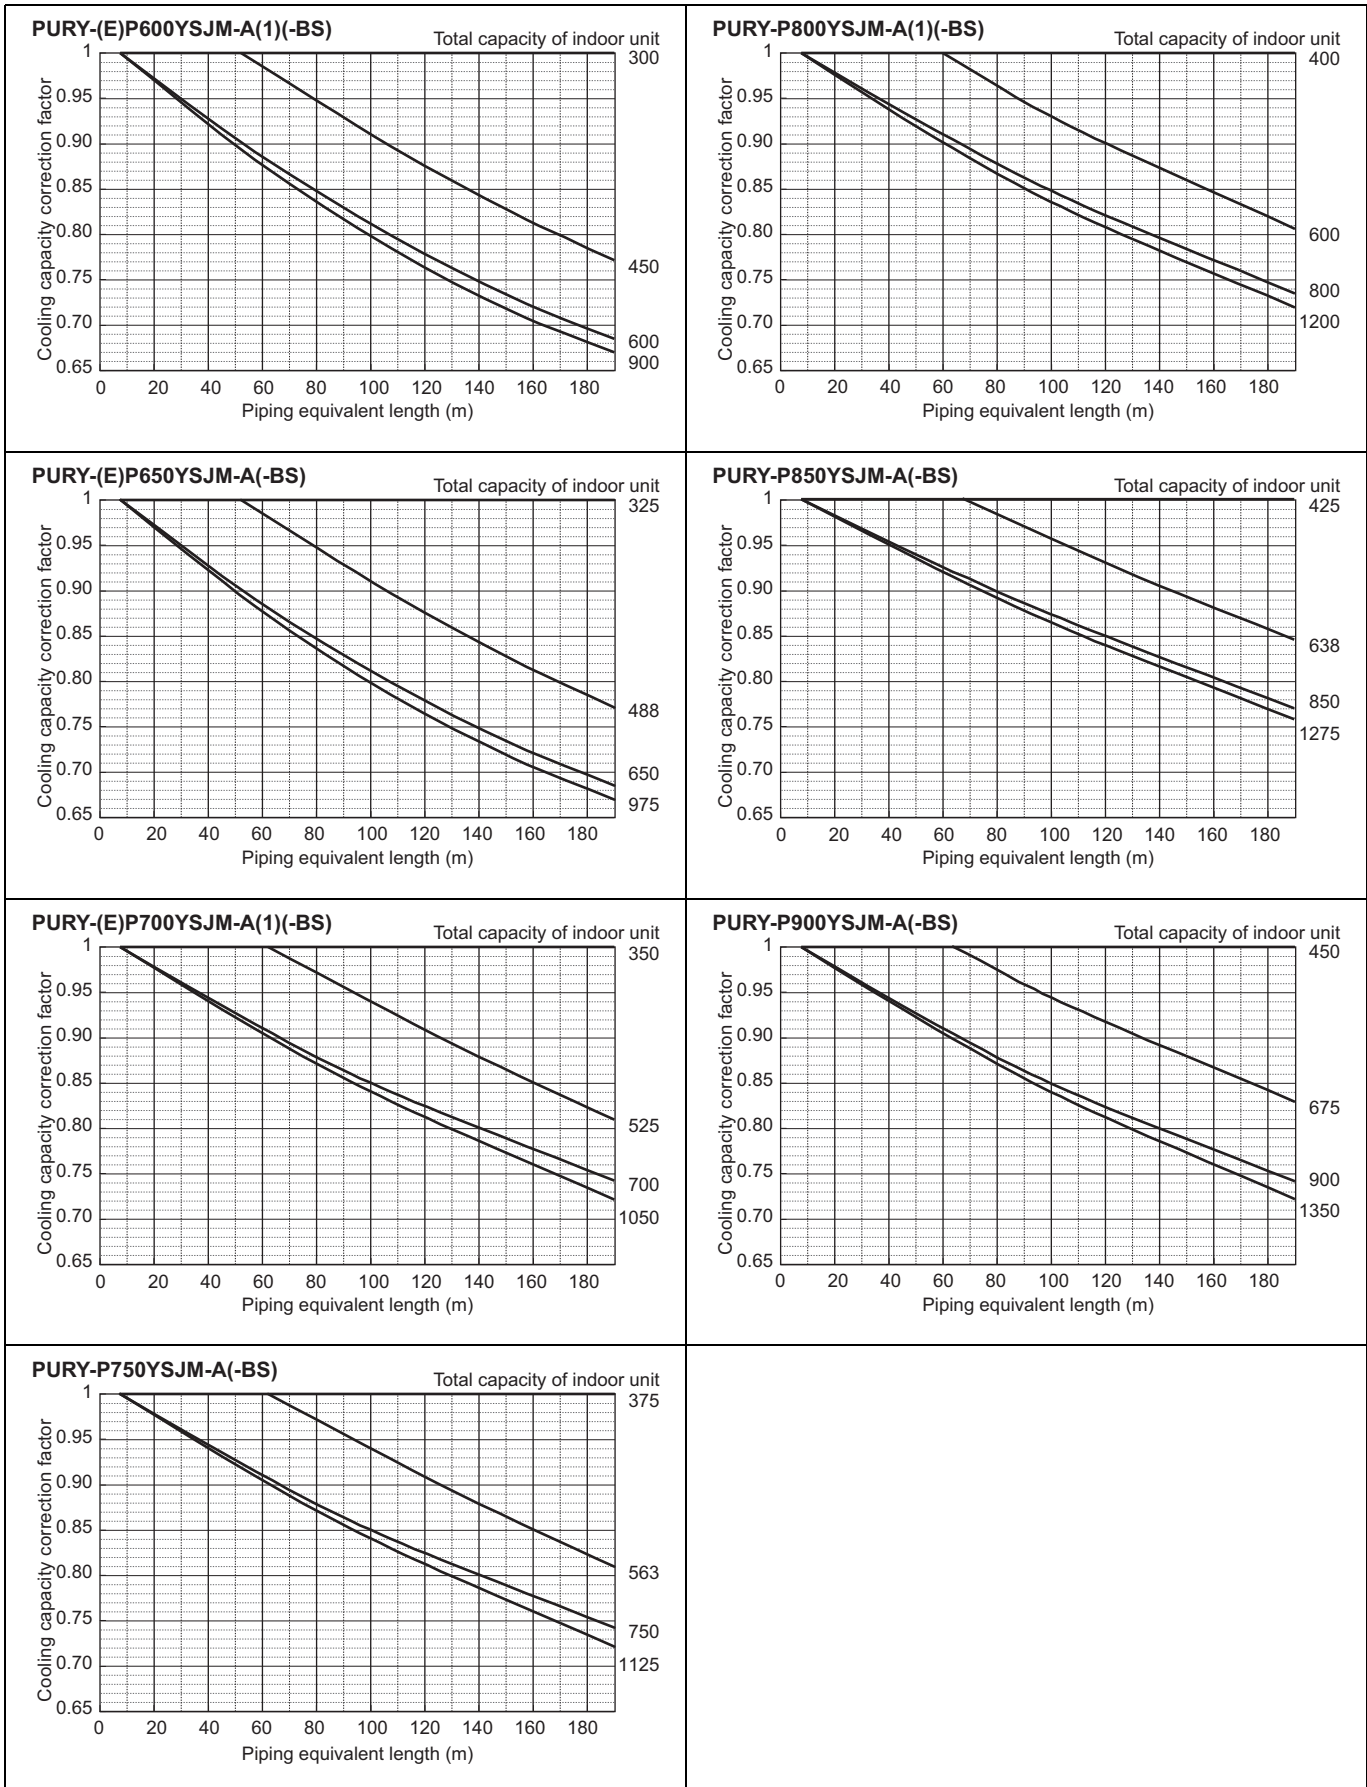 PURY-(E)P600YSJM-A(1)(-BS)
Total capacity of indoor unit
Cooling capacity correction factor
1
0.95
0.90
0.85
0.80
0.75
0.70
0.65
300
450
600
900
0 20 40 60 80 100 120 140 160 180
Piping equivalent length (m)
PURY-P800YSJM-A(1)(-BS)
Total capacity of indoor unit
Cooling capacity correction factor
1
0.95
0.90
0.85
0.80
0.75
0.70
0.65
400
600
800
1200
0 20 40 60 80 100 120 140 160 180
Piping equivalent length (m)
PURY-(E)P650YSJM-A(-BS)
Total capacity of indoor unit
Cooling capacity correction factor
1
0.95
0.90
0.85
0.80
0.75
0.70
0.65
325
488
650
975
0 20 40 60 80 100 120 140 160 180
Piping equivalent length (m)
PURY-P850YSJM-A(-BS)
Total capacity of indoor unit
Cooling capacity correction factor
1
0.95
0.90
0.85
0.80
0.75
0.70
0.65
425
638
850
1275
0 20 40 60 80 100 120 140 160 180
Piping equivalent length (m)
PURY-(E)P700YSJM-A(1)(-BS)
Total capacity of indoor unit
Cooling capacity correction factor
1
0.95
0.90
0.85
0.80
0.75
0.70
0.65
350
525
700
1050
0 20 40 60 80 100 120 140 160 180
Piping equivalent length (m)
PURY-P900YSJM-A(-BS)
Total capacity of indoor unit
Cooling capacity correction factor
1
0.95
0.90
0.85
0.80
0.75
0.70
0.65
450
675
900
1350
0 20 40 60 80 100 120 140 160 180
Piping equivalent length (m)
PURY-P750YSJM-A(-BS)
Total capacity of indoor unit
Cooling capacity correction factor
1
0.95
0.90
0.85
0.80
0.75
0.70
0.65
375
563
750
1125
0 20 40 60 80 100 120 140 160 180
Piping equivalent length (m)